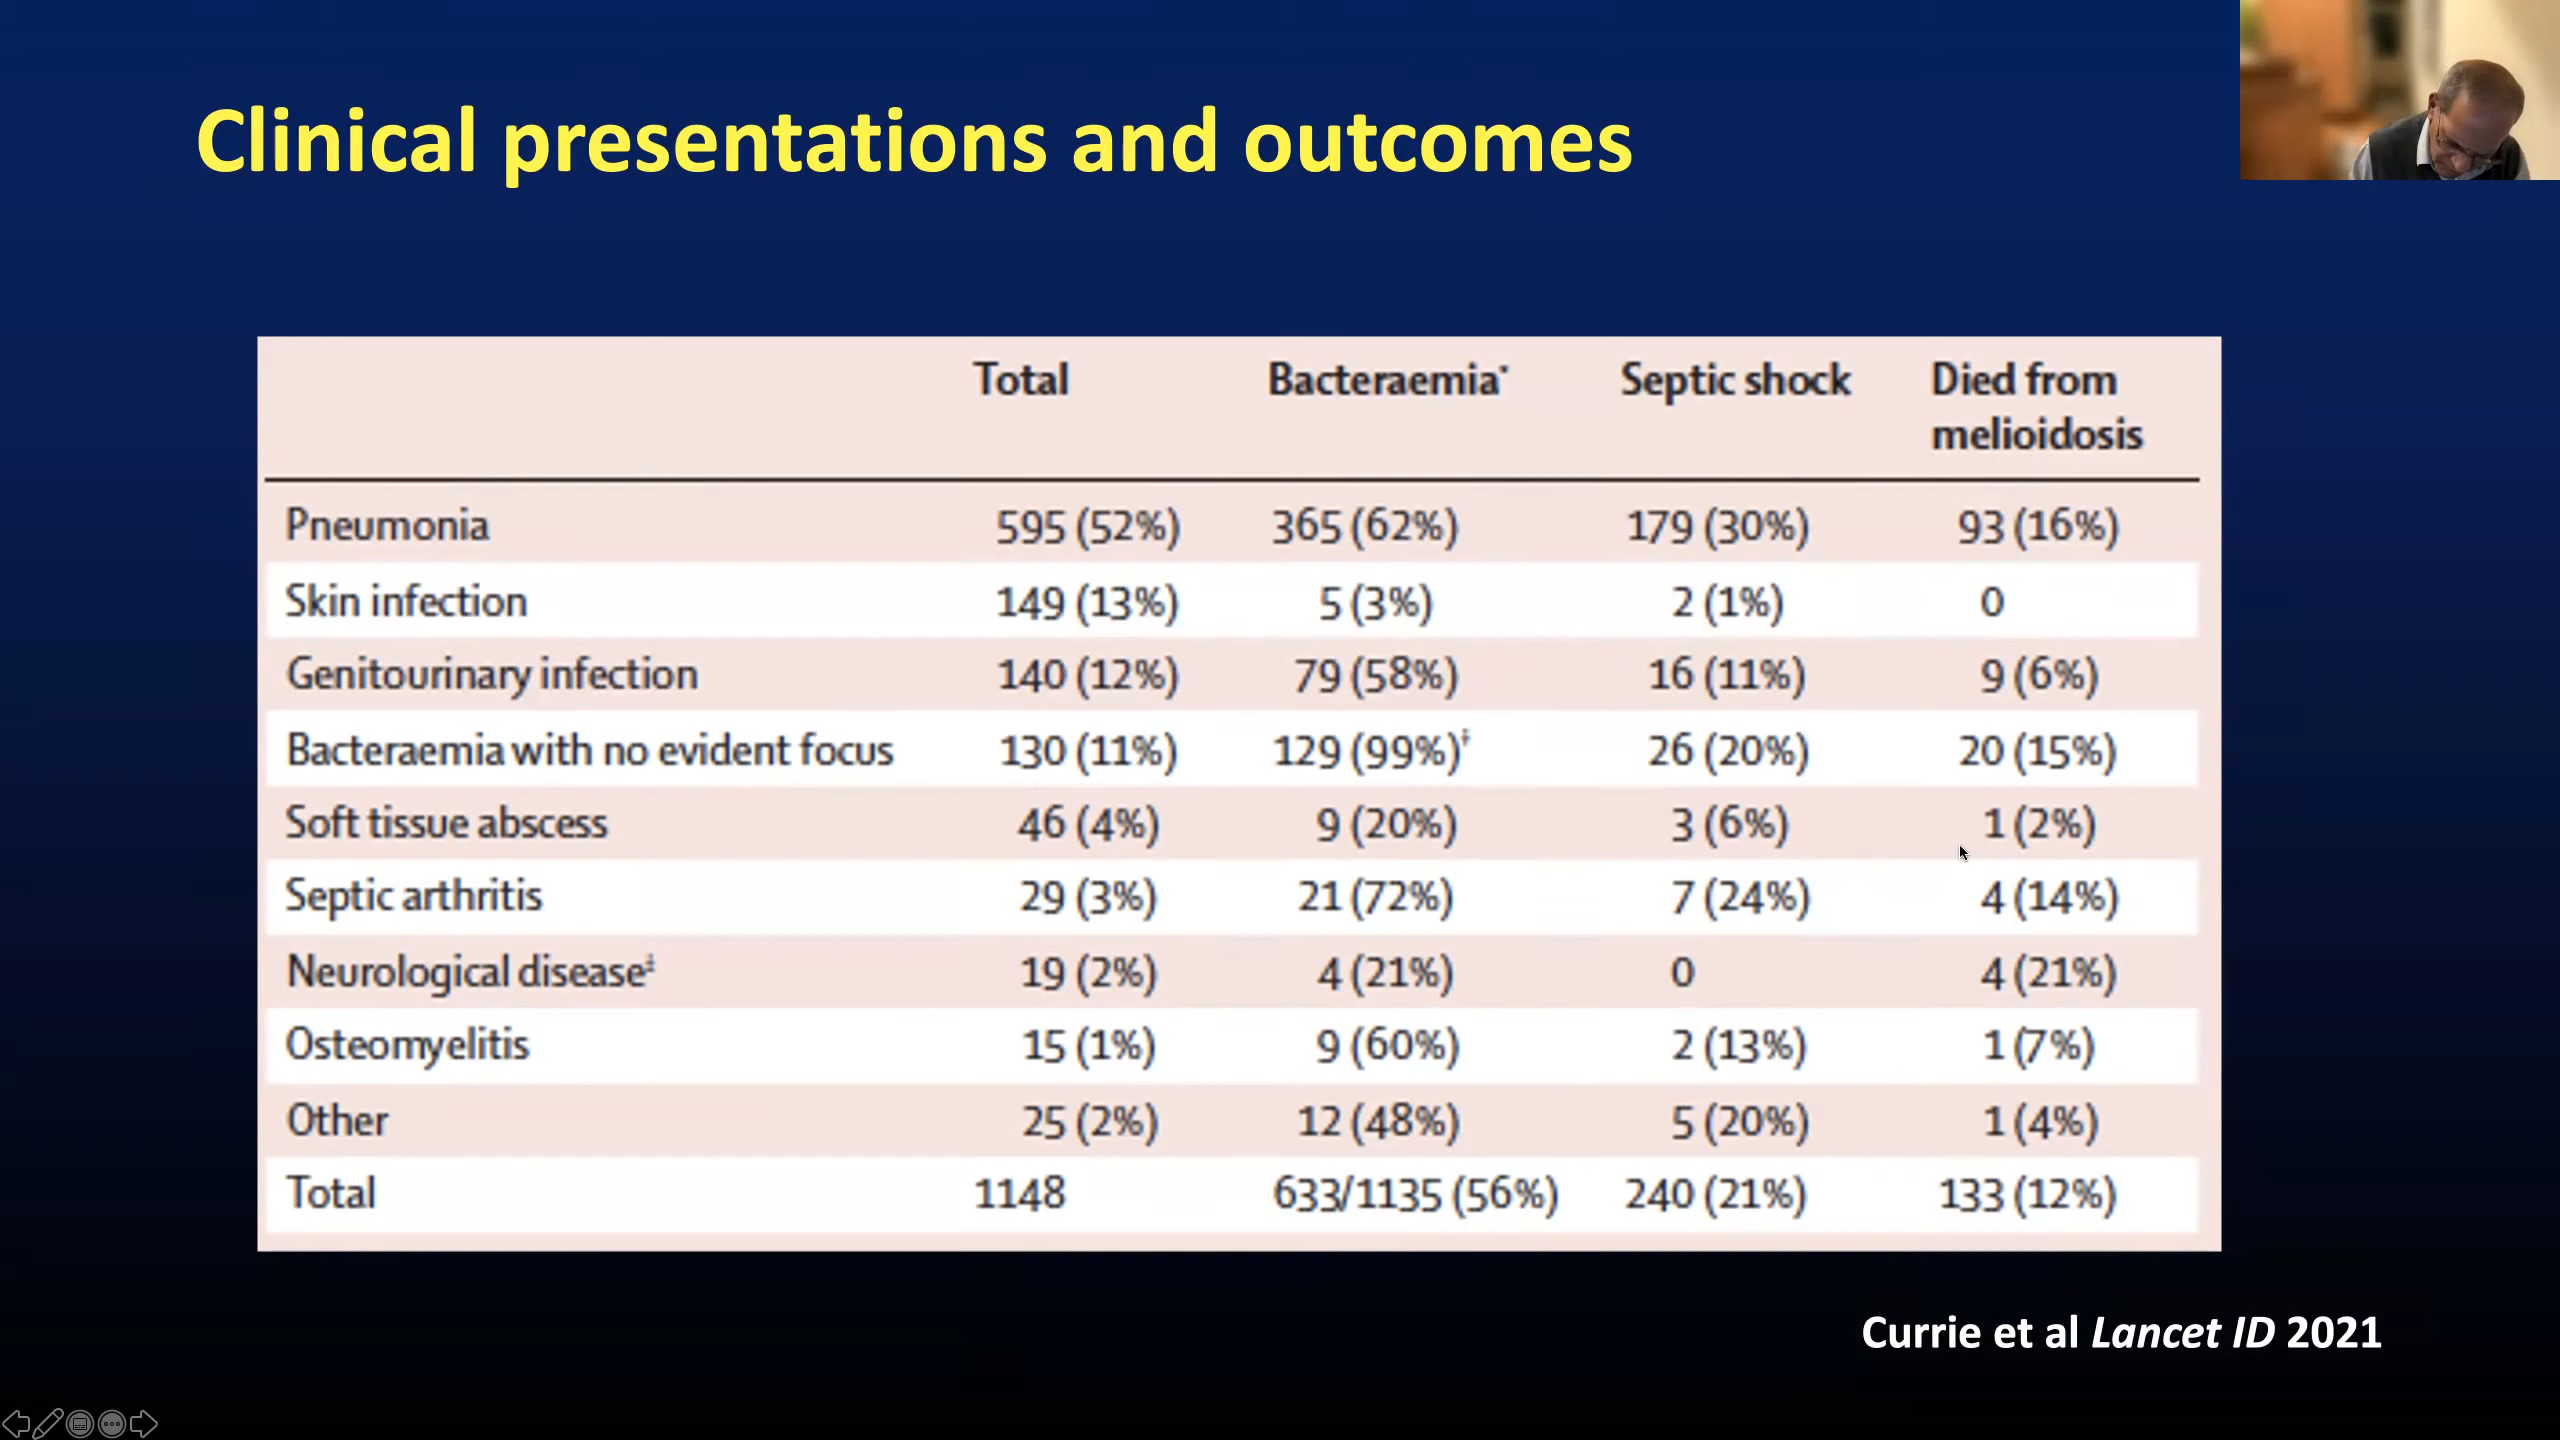 Clinical presentations and outcomes
Total Bacteraemia* Septic shock Died from
melioidosis
Pneumonia 595 (52%) 365 (62%) 179 (30%) 93 (16%)
Skin infection 149 (13%) 5 (3%) 2 (1%) 0
Genitourinary infection 140 (12%) 79 (58%) 16 (11%) 9 (6%)
Bacteraemia with no evident focus 130 (11%) 129 (99%)† 26 (20%) 20 (15%)
Soft tissue abscess 46 (4%) 9 (20%) 3 (6%) 1 (2%)
Septic arthritis 29 (3%) 21 (72%) 7 (24%) 4 (14%)
Neurological disease‡ 19 (2%) 4 (21%) 0 4 (21%)
Osteomyelitis 15 (1%) 9 (60%) 2 (13%) 1 (7%)
Other 25 (2%) 12 (48%) 5 (20%) 1 (4%)
Total 1148 633/1135 (56%) 240 (21%) 133 (12%)
Currie et al Lancet ID 2021